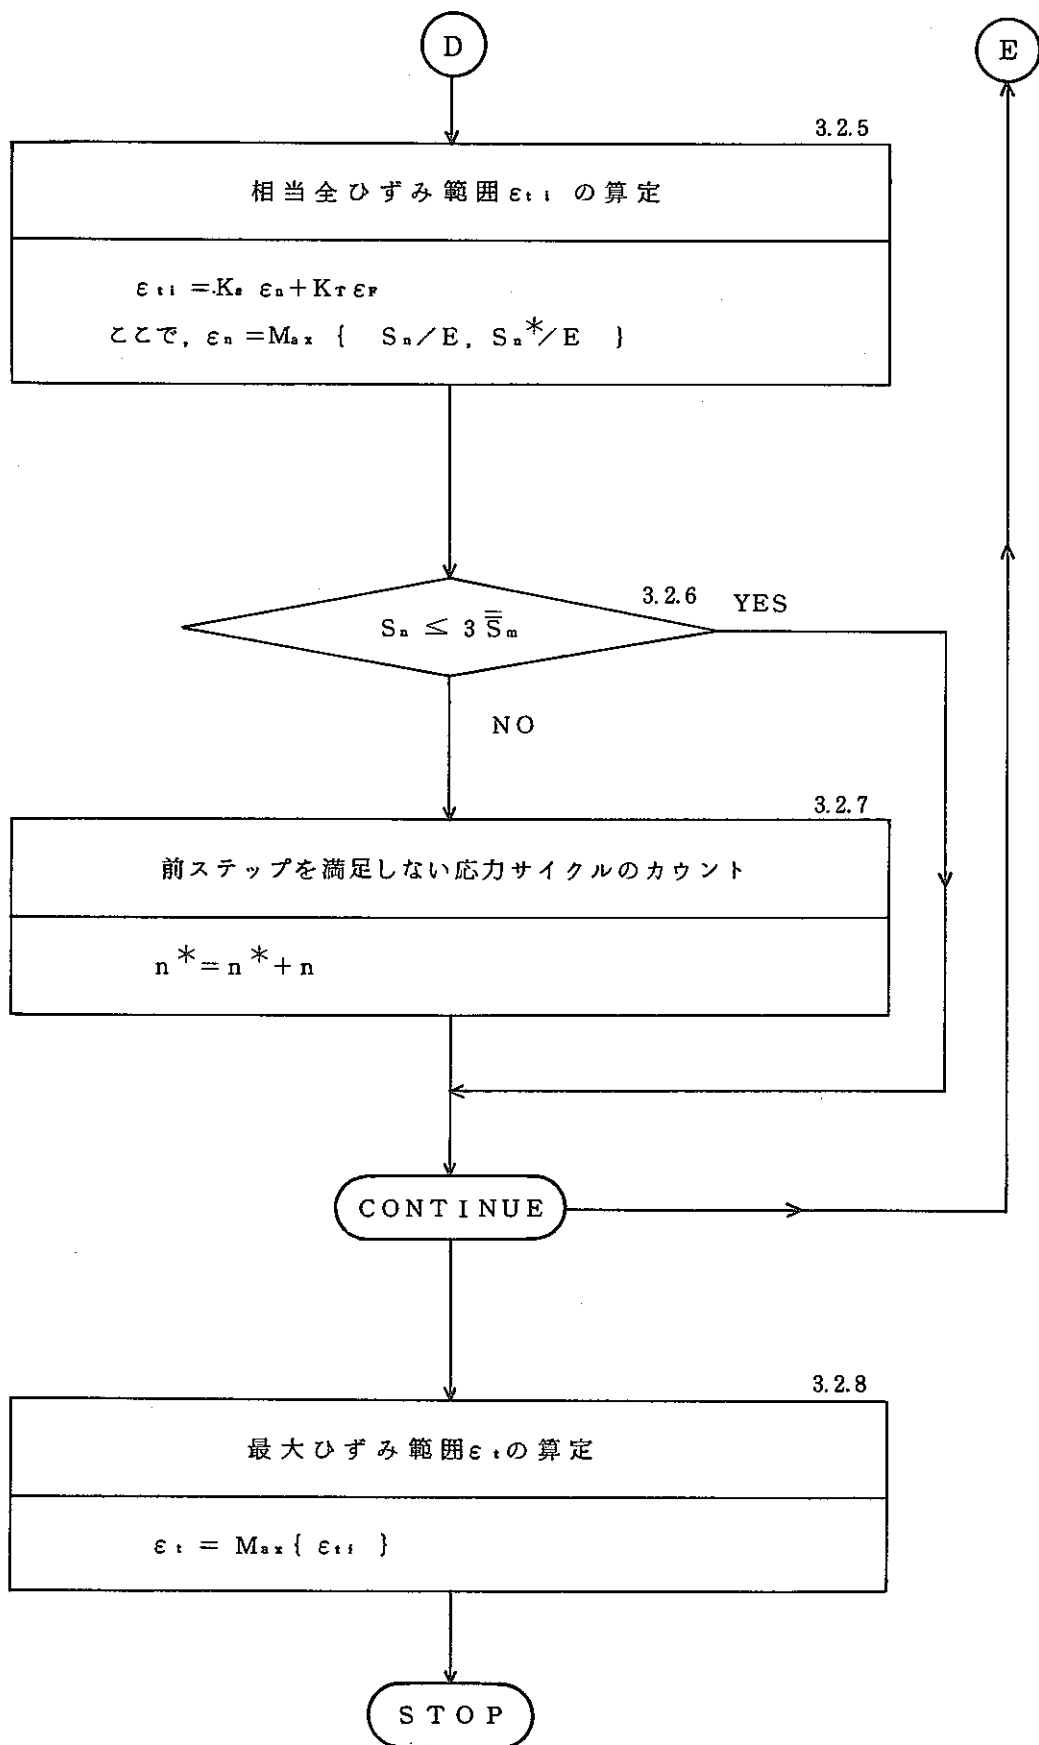 D
E
3.2.5
相当全ひずみ範囲εti の算定
εti=Kε εn+KT εF
ここで, εn=Max { Sn/E, Sn*/E }
3.2.6
YES
Sn ≤ 3 S̿m
NO
3.2.7
前ステップを満足しない応力サイクルのカウント
n*=n*+n
CONTINUE
3.2.8
最大ひずみ範囲εtの算定
εt = Max{ εti }
STOP